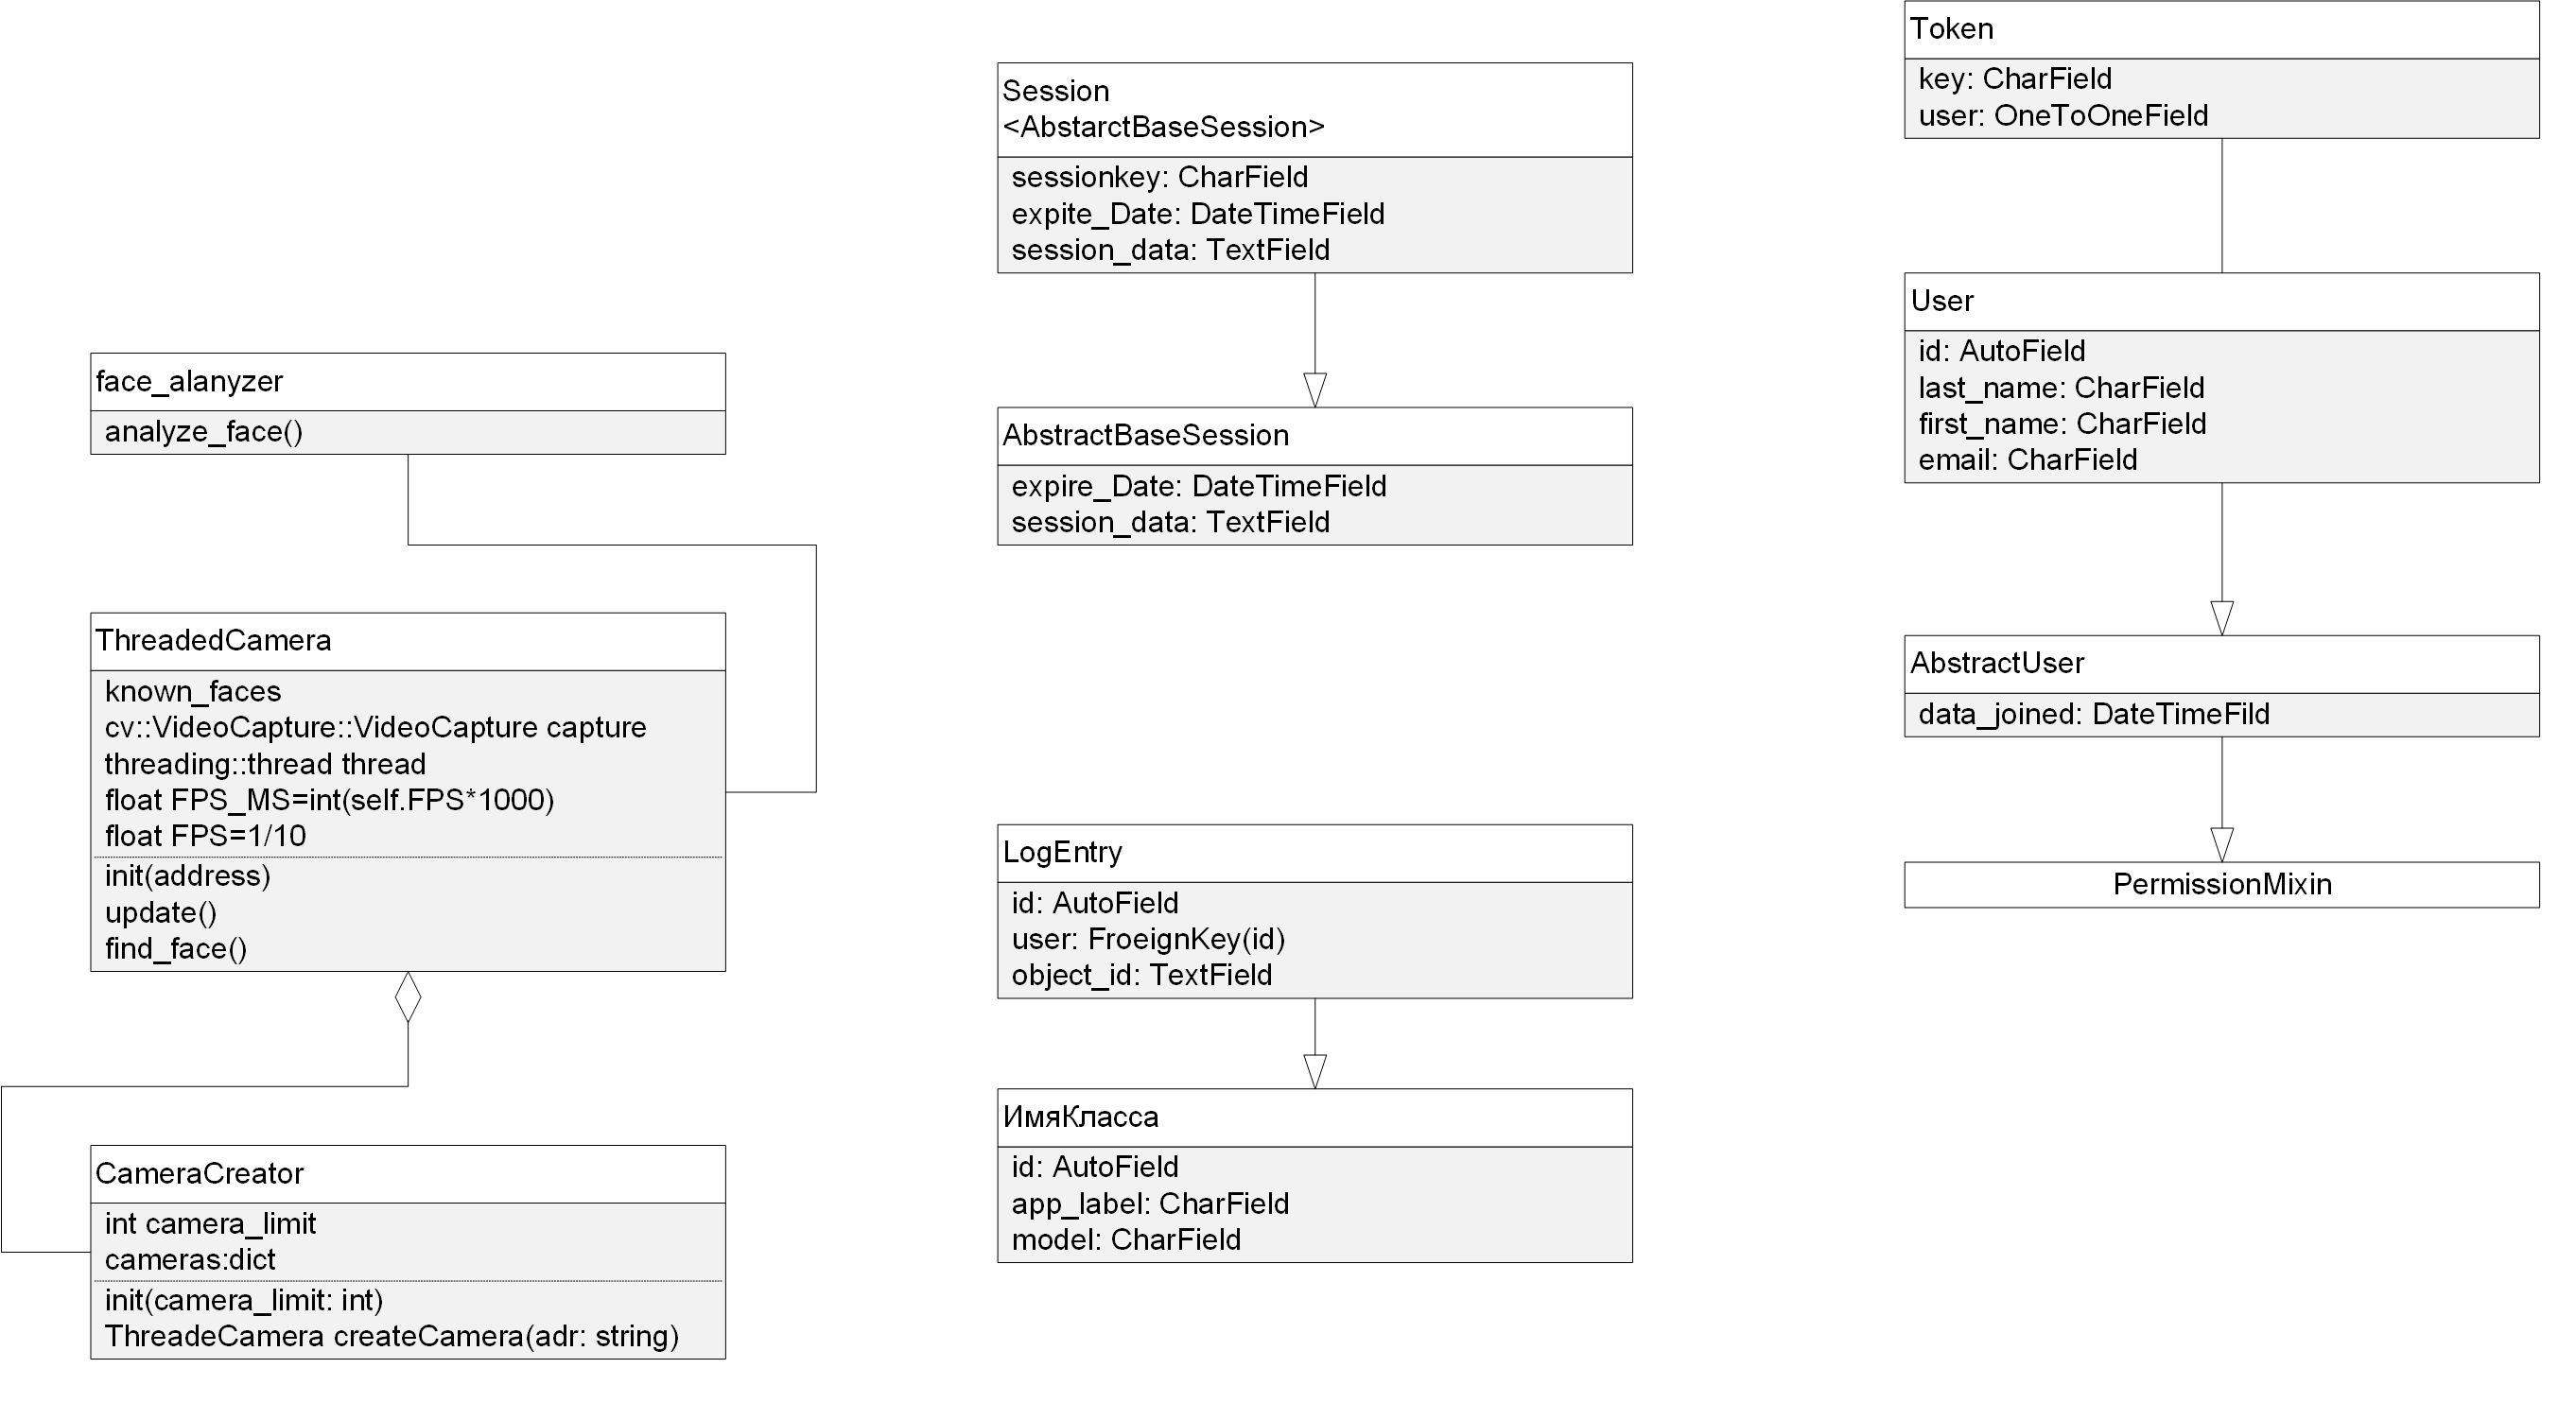 face_alanyzer
analyze_face()
ThreadedCamera
known_faces
cv::VideoCapture::VideoCapture capture
threading::thread thread
float FPS_MS=int(self.FPS*1000)
float FPS=1/10
init(address)
update()
find_face()
CameraCreator
int camera_limit
cameras:dict
init(camera_limit: int)
ThreadeCamera createCamera(adr: string)
Session
<AbstarctBaseSession>
sessionkey: CharField
expite_Date: DateTimeField
session_data: TextField
AbstractBaseSession
expire_Date: DateTimeField
session_data: TextField
LogEntry
id: AutoField
user: FroeignKey(id)
object_id: TextField
ИмяКласса
id: AutoField
app_label: CharField
model: CharField
Token
key: CharField
user: OneToOneField
User
id: AutoField
last_name: CharField
first_name: CharField
email: CharField
AbstractUser
data_joined: DateTimeFild
PermissionMixin